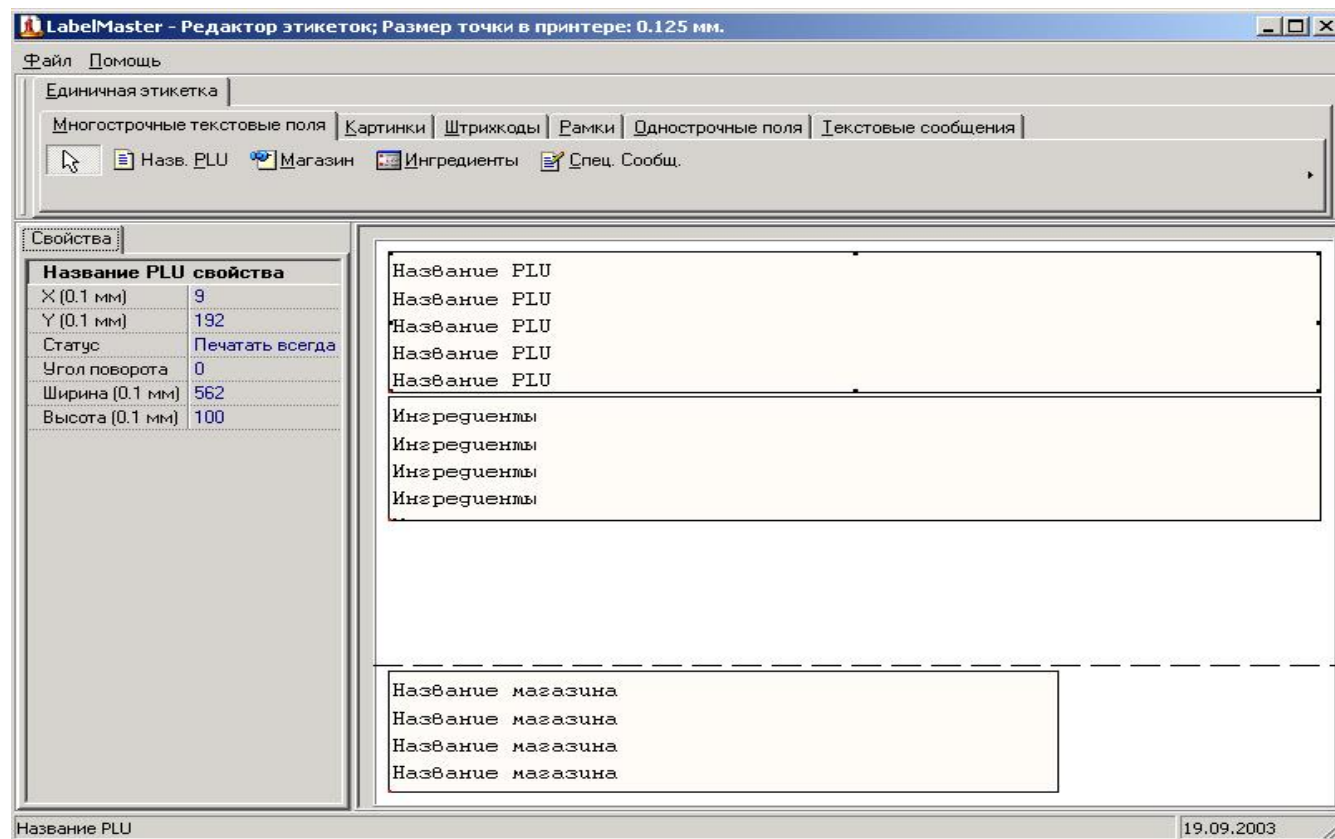 LabelMaster - Редактор этикеток; Размер точки в принтере: 0.125 мм.
Файл Помощь
Единичная этикетка
Многострочные текстовые поля Картинки Штрихкоды Рамки Однострочные поля Текстовые сообщения
Назв. PLU Магазин Ингредиенты Спец. Сообщ.
Свойства
Название PLU свойства
X (0.1 мм) 9
Y (0.1 мм) 192
Статус Печатать всегда
Угол поворота 0
Ширина (0.1 мм) 562
Высота (0.1 мм) 100
Название PLU
Название PLU
Название PLU
Название PLU
Название PLU
Ингредиенты
Ингредиенты
Ингредиенты
Ингредиенты
Название магазина
Название магазина
Название магазина
Название магазина
Название PLU 19.09.2003